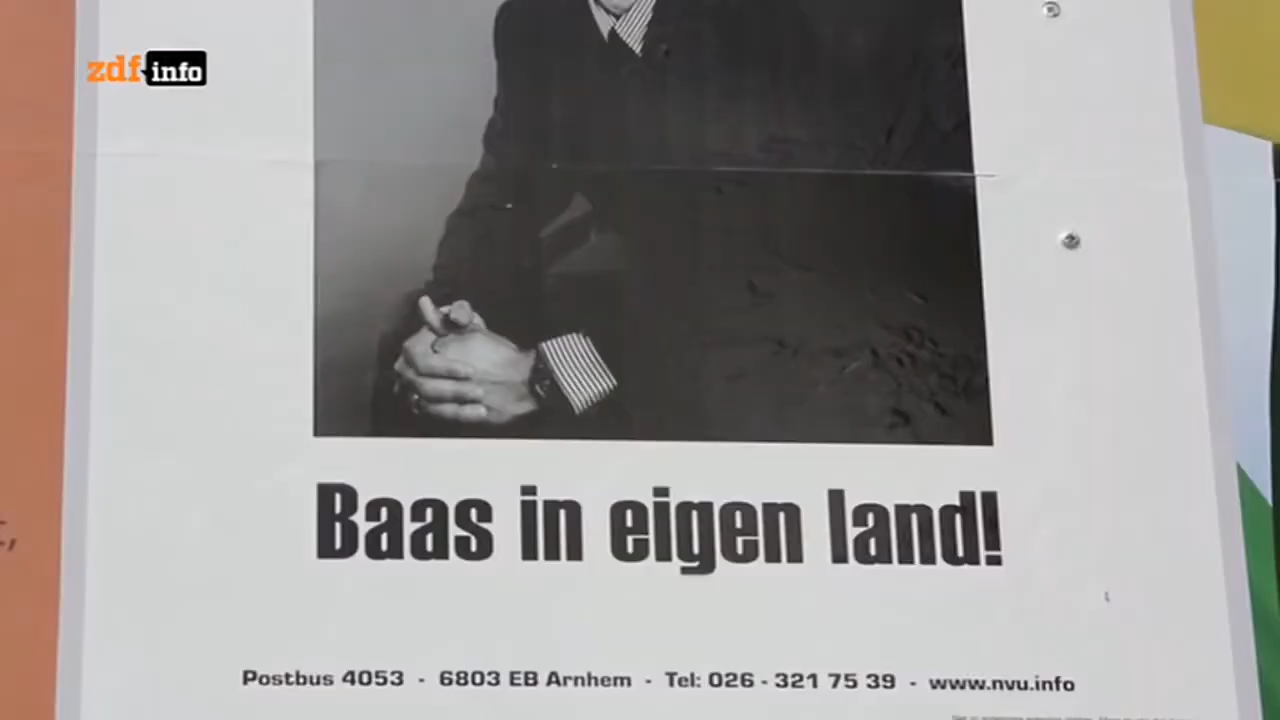 zdf info
Baas in eigen land!
Postbus 4053 - 6803 EB Arnhem - Tel: 026 - 321 75 39 - www.nvu.info